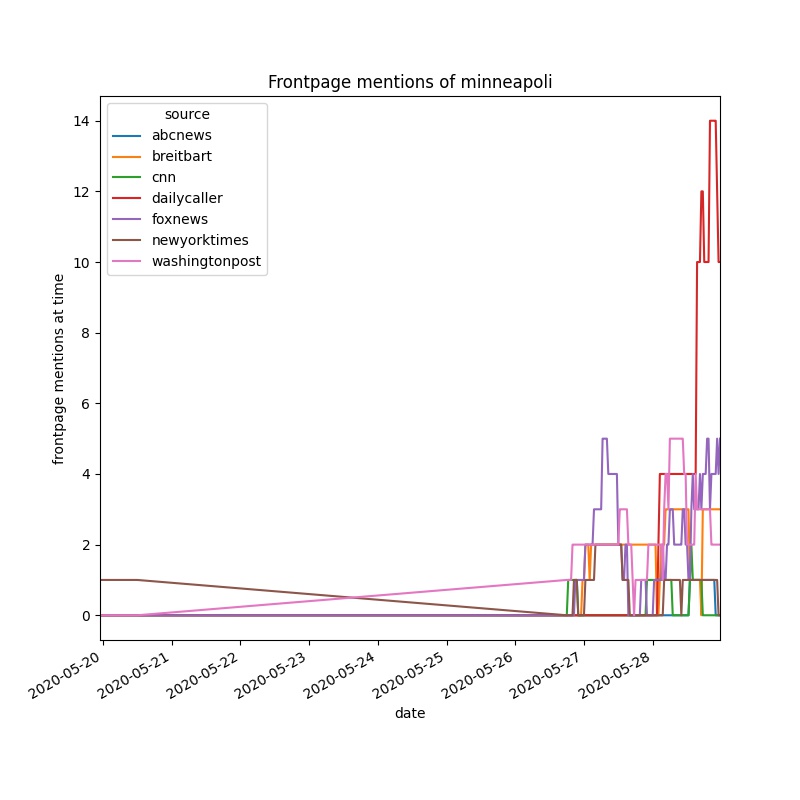 Frontpage mentions of minneapoli
source
abcnews
breitbart
cnn
dailycaller
foxnews
newyorktimes
washingtonpost
14
12
10
8
6
4
2
0
frontpage mentions at time
2020-05-20
2020-05-21
2020-05-22
2020-05-23
2020-05-24
2020-05-25
2020-05-26
2020-05-27
2020-05-28
date